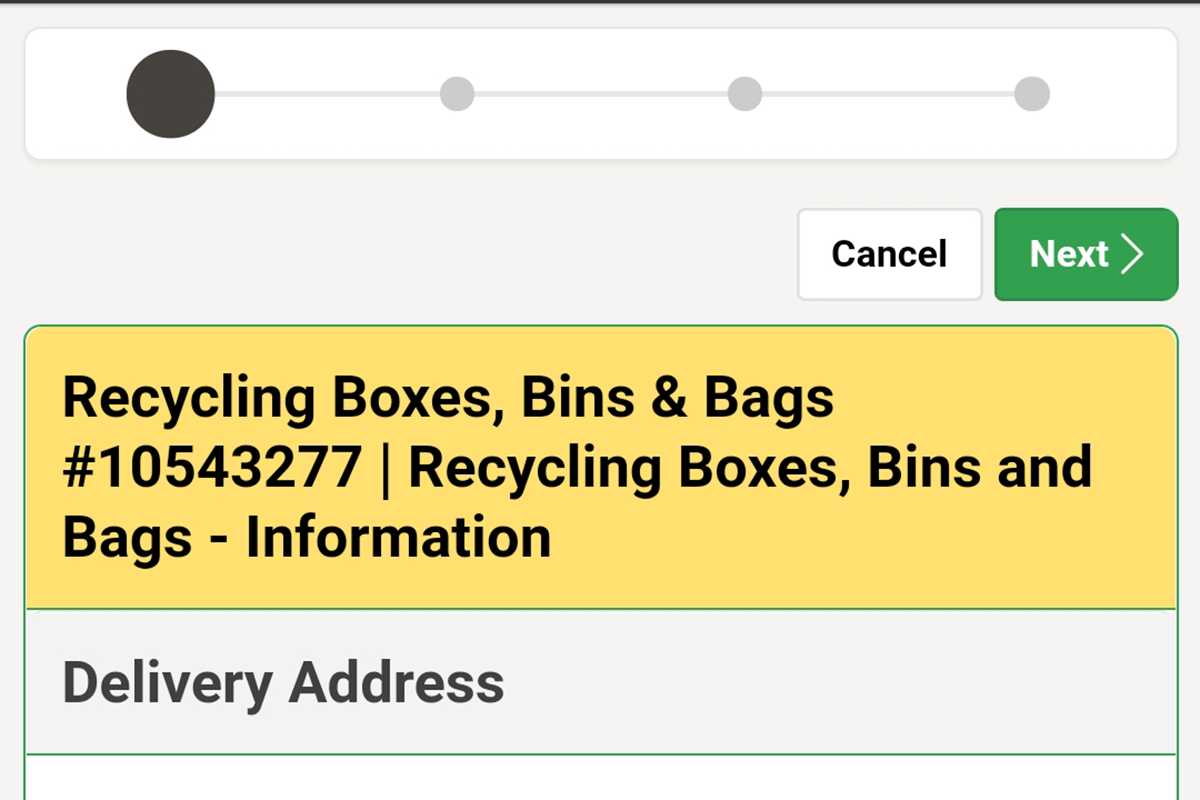 Cancel
Next
Recycling Boxes, Bins & Bags
#10543277 | Recycling Boxes, Bins and
Bags - Information
Delivery Address